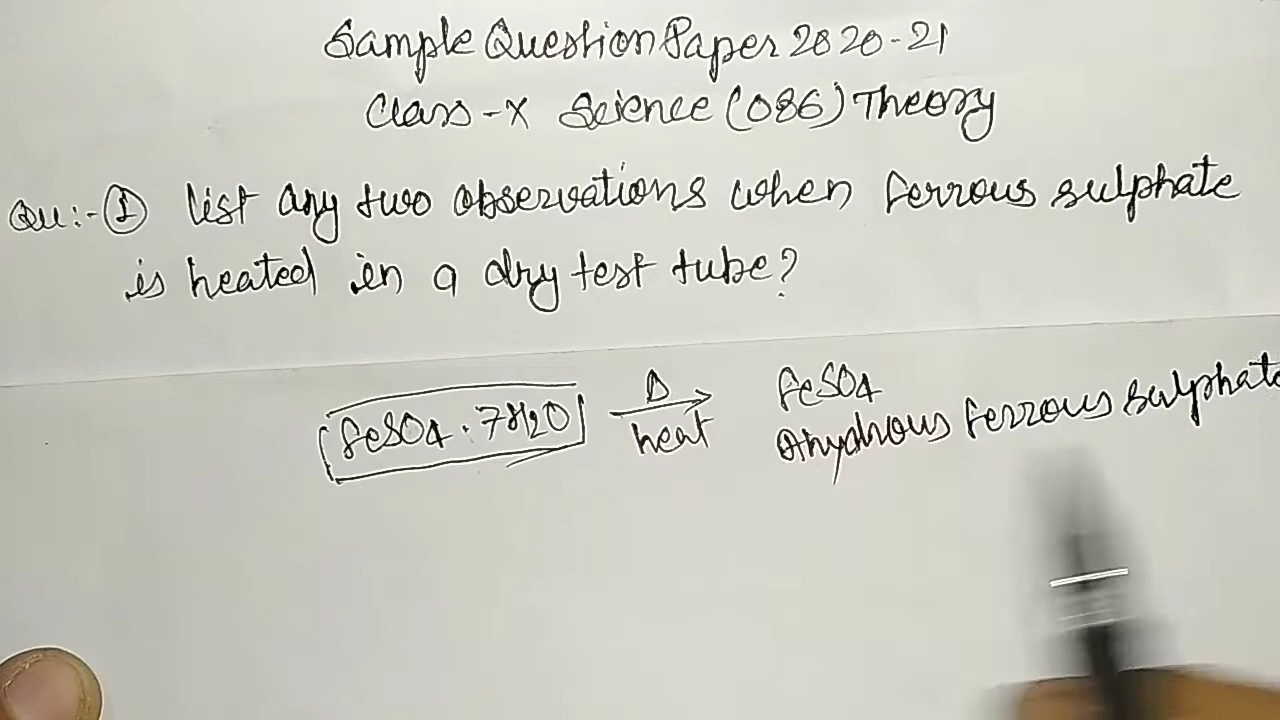 Sample Question Paper 2020-21
Class-X Science (086) Theory
Qu:-① List any two observations when ferrous sulphate
is heated in a dry test tube?
FeSO4.7H2O Δ heat FeSO4
Anhydrous ferrous sulphate